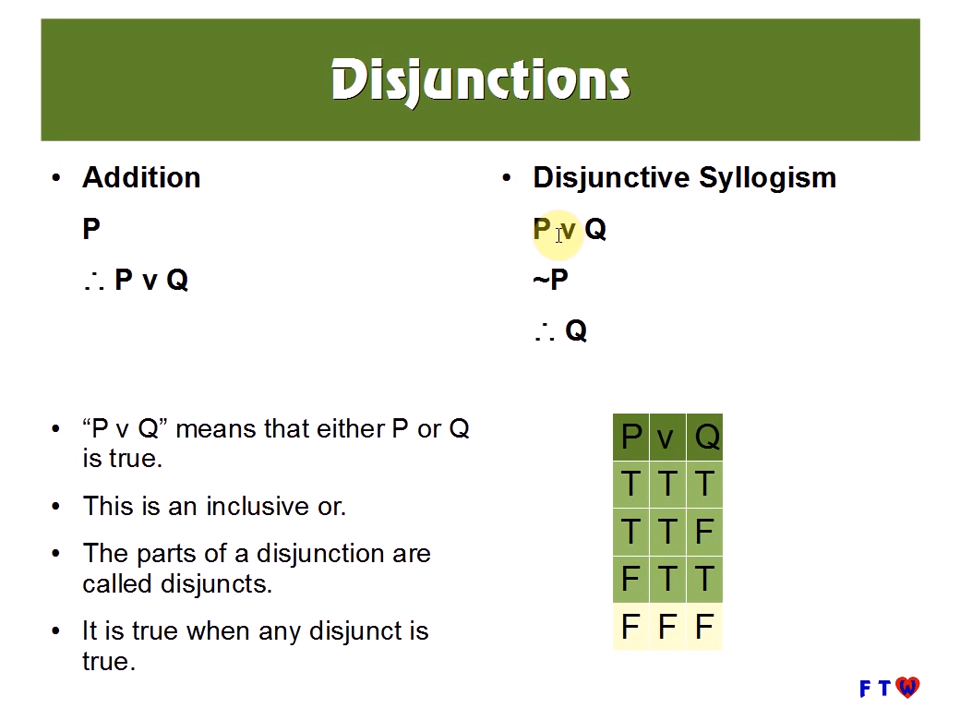 Disjunctions
• Addition
P
∴ P v Q
• Disjunctive Syllogism
P v Q
~P
∴ Q
• “P v Q” means that either P or Q
is true.
• This is an inclusive or.
• The parts of a disjunction are
called disjuncts.
• It is true when any disjunct is
true.
P v Q
T T T
T T F
F T T
F F F
F T W